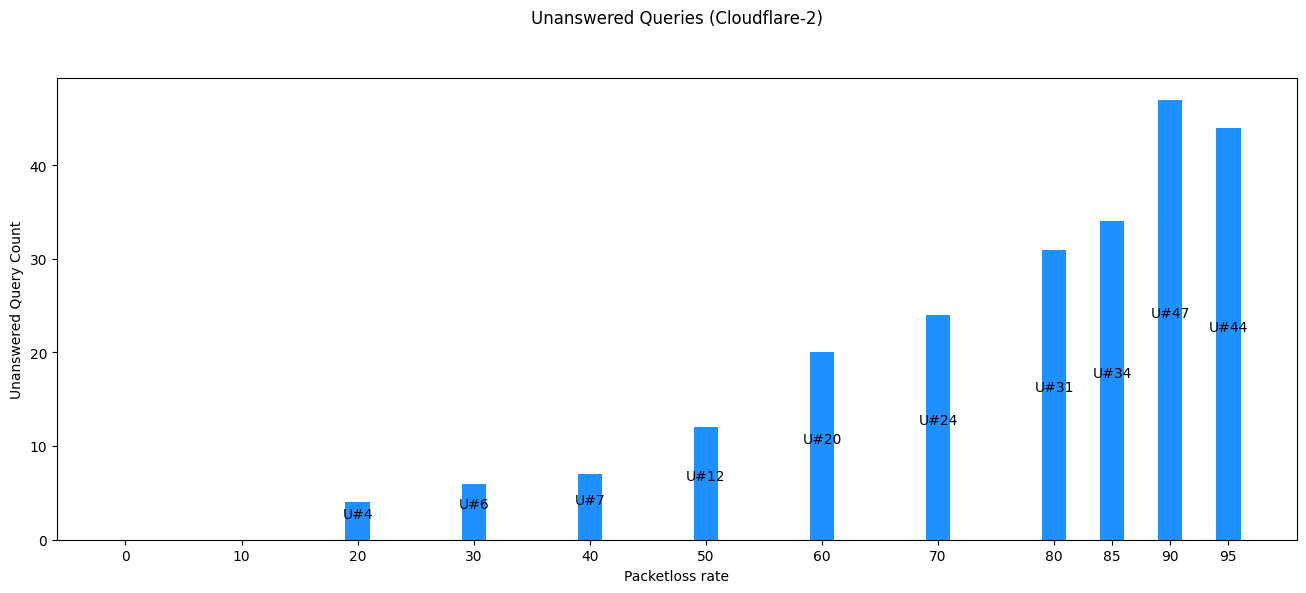 Unanswered Queries (Cloudflare-2)
Unanswered Query Count
40
30
20
10
0
U#4
U#6
U#7
U#12
U#20
U#24
U#31
U#34
U#47
U#44
0 10 20 30 40 50 60 70 80 85 90 95
Packetloss rate